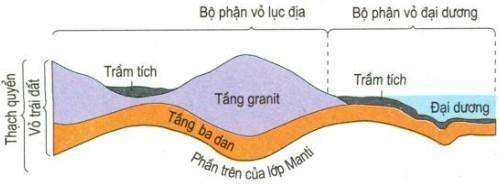 Bộ phận vỏ lục địa
Bộ phận vỏ đại dương
Thạch quyển
Vỏ trái đất
Trầm tích
Tầng granit
Trầm tích
Đại dương
Tầng ba dan
Phần trên của lớp Manti